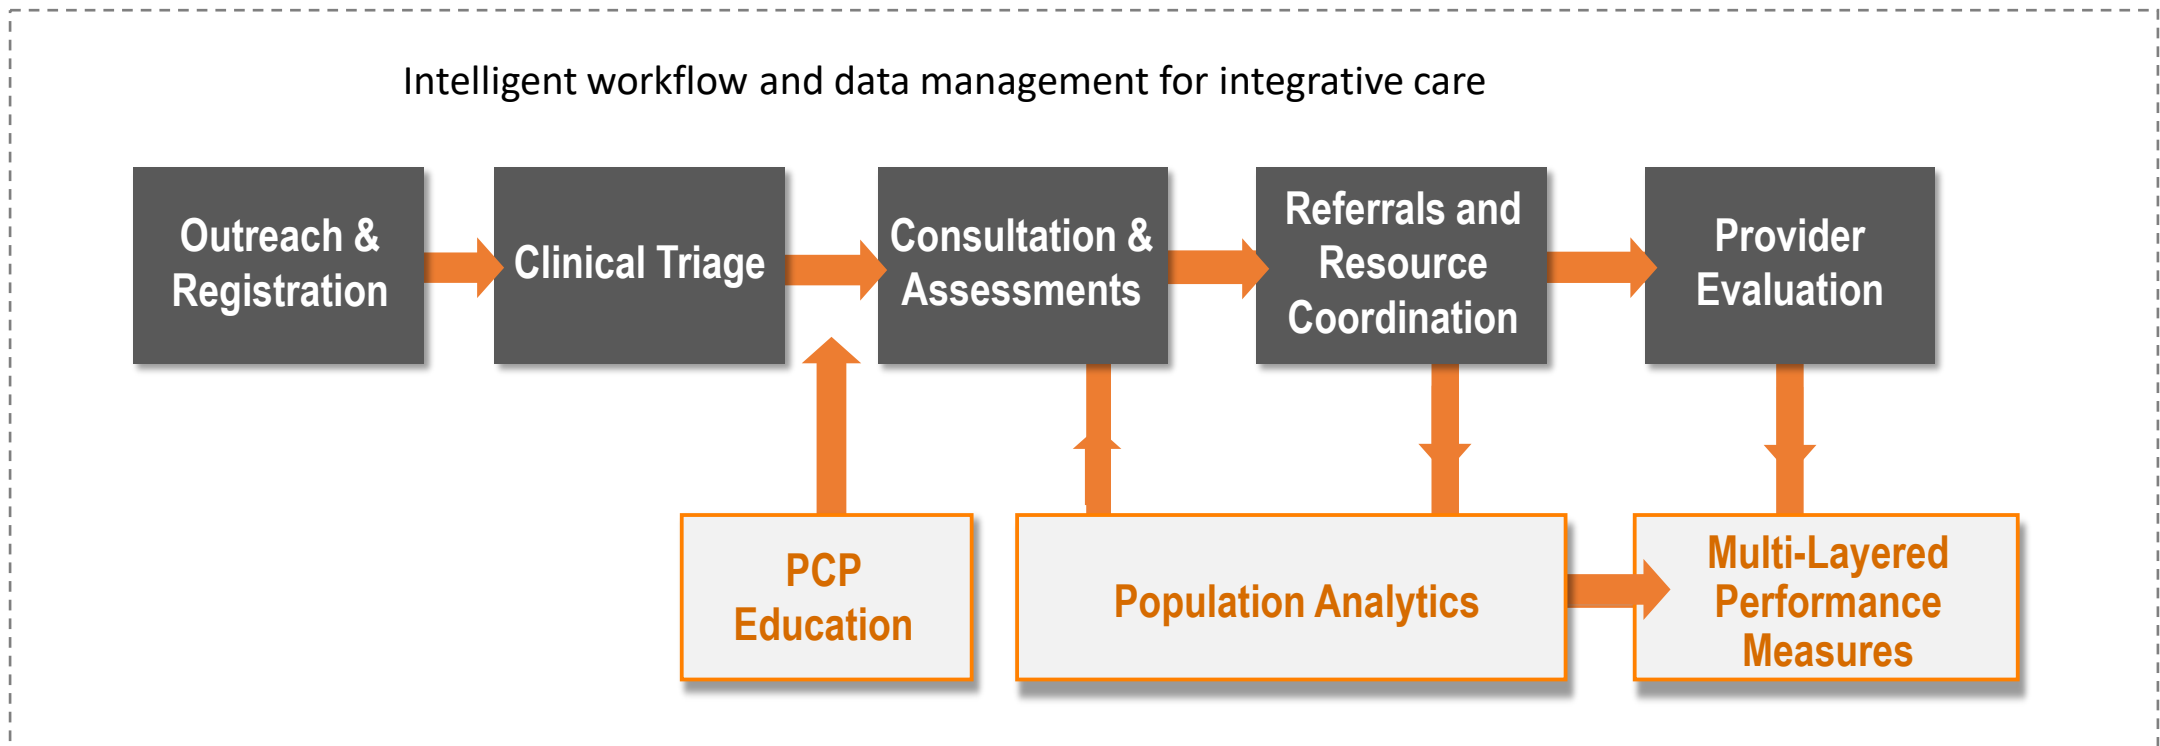 Intelligent workflow and data management for integrative care
Outreach &
Registration
Clinical Triage
Consultation &
Assessments
Referrals and
Resource
Coordination
Provider
Evaluation
PCP
Education
Population Analytics
Multi-Layered
Performance
Measures